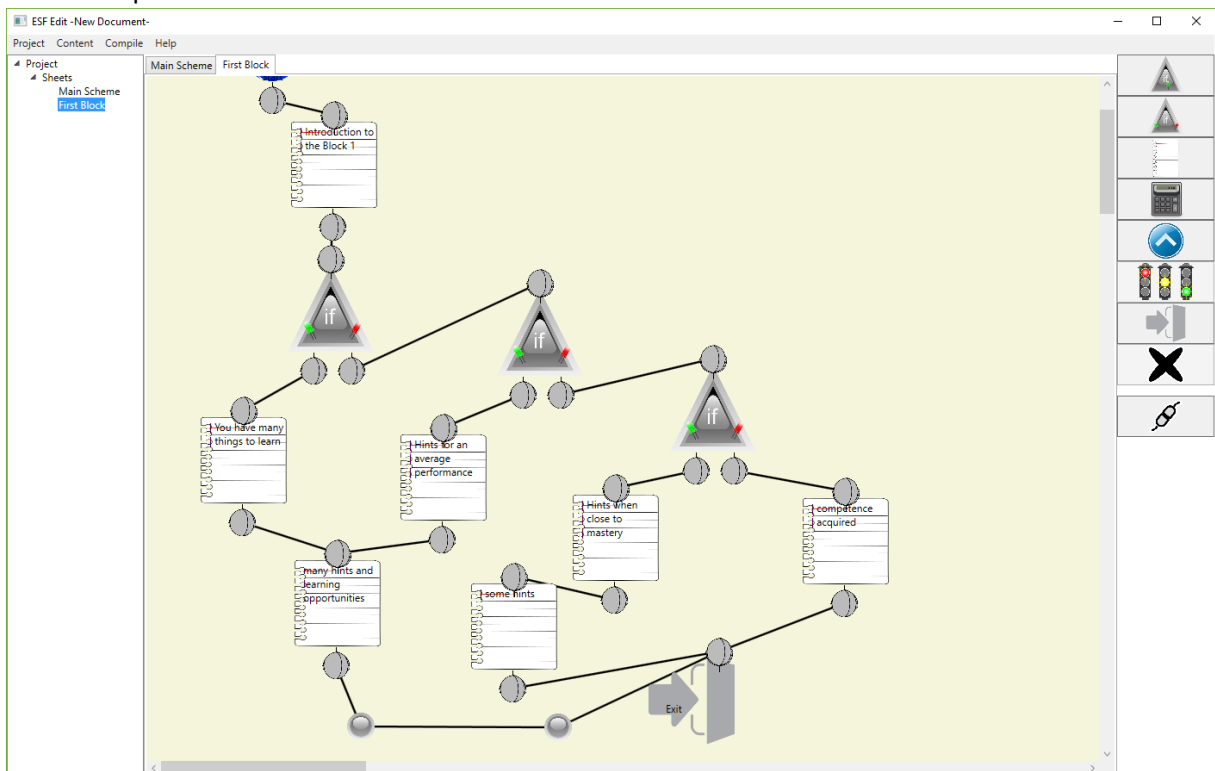 ESF Edit -New Document-
Project Content Compile Help
Project
Sheets
Main Scheme
First Block
Main Scheme First Block
Introduction to
the Block 1
if
if
if
You have many
things to learn
Hints for an
average
performance
Hints when
close to
mastery
competence
acquired
many hints and
learning
opportunities
some hints
Exit